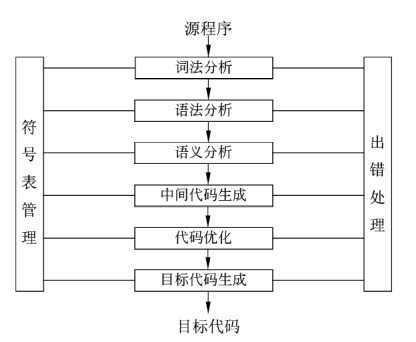 源程序
词法分析
语法分析
语义分析
中间代码生成
代码优化
目标代码生成
目标代码
符号表管理
出错处理